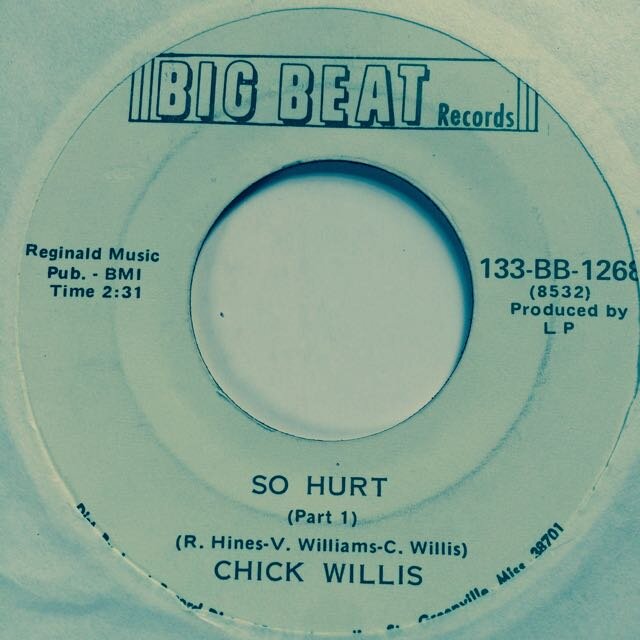 BIG BEAT Records
Reginald Music
Pub. - BMI
Time 2:31
133-BB-1268
(8532)
Produced by
L P
SO HURT
(Part 1)
(R. Hines-V. Williams-C. Willis)
CHICK WILLIS
Greenville, Miss 38701